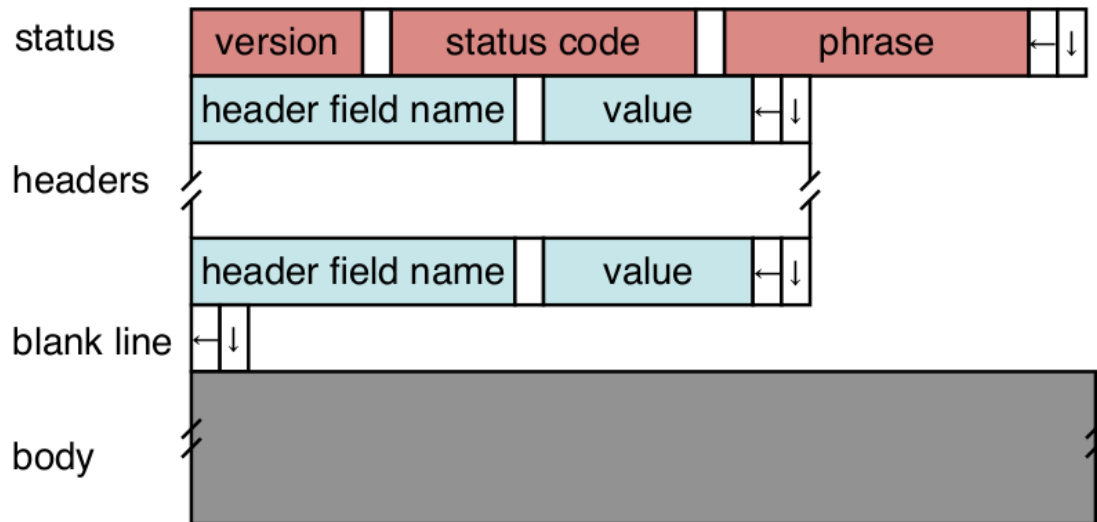 status version status code phrase ← ↓
header field name value ← ↓
headers
header field name value ← ↓
blank line ← ↓
body